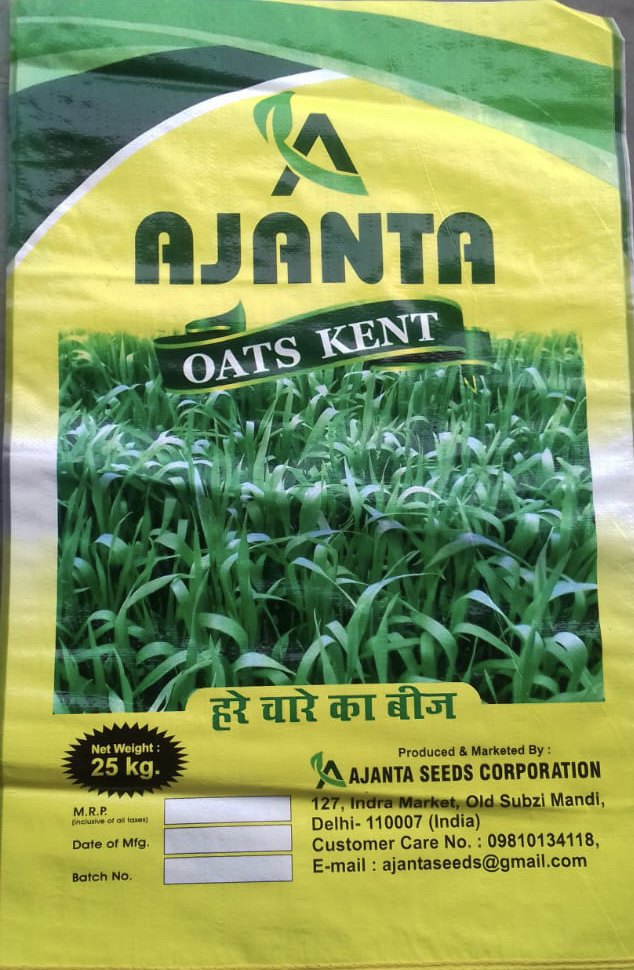 AJANTA
OATS KENT
हरे चारे का बीज
Net Weight :
25 kg.
M.R.P.
(inclusive of all taxes)
Date of Mfg.
Batch No.
Produced & Marketed By :
AJANTA SEEDS CORPORATION
127, Indra Market, Old Subzi Mandi,
Delhi- 110007 (India)
Customer Care No. : 09810134118,
E-mail : ajantaseeds@gmail.com